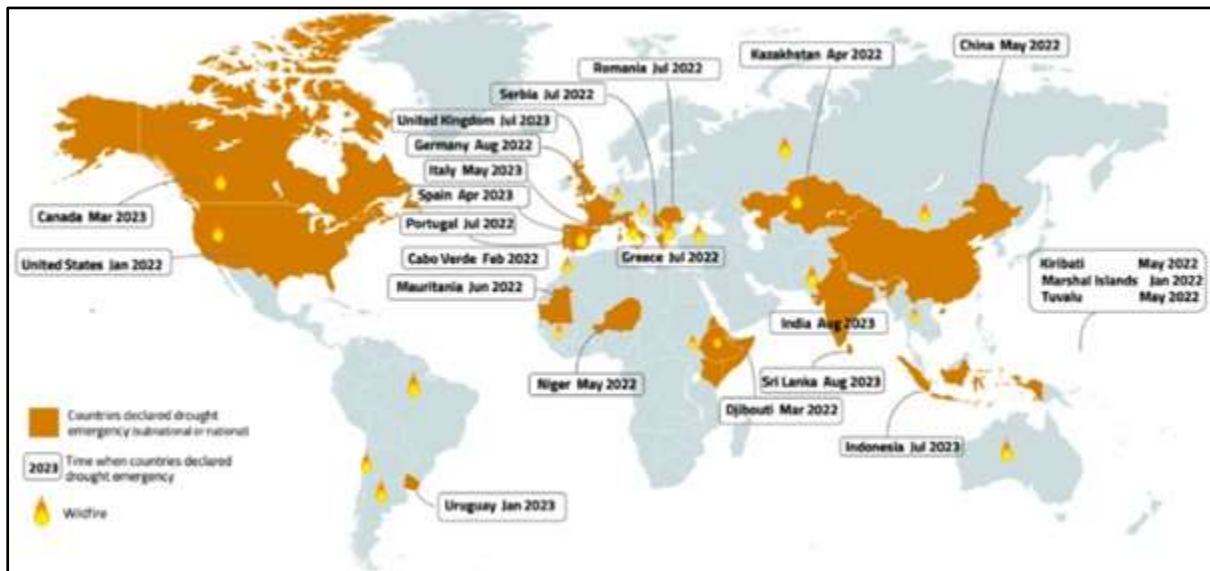 Kazakhstan Apr 2022
China May 2022
Romania Jul 2022
Serbia Jul 2022
United Kingdom Jul 2023
Germany Aug 2022
Italy May 2023
Spain Apr 2023
Canada Mar 2023
Portugal Jul 2022
United States Jan 2022
Cabo Verde Feb 2022
Greece Jul 2022
Kiribati May 2022
Marshal Islands Jan 2022
Tuvalu May 2022
Mauritania Jun 2022
India Aug 2023
Niger May 2022
Sri Lanka Aug 2023
Djibouti Mar 2022
Indonesia Jul 2023
Uruguay Jan 2023
Countries declared drought
emergency (subnational or national)
2023 Time when countries declared
drought emergency
Wildfire